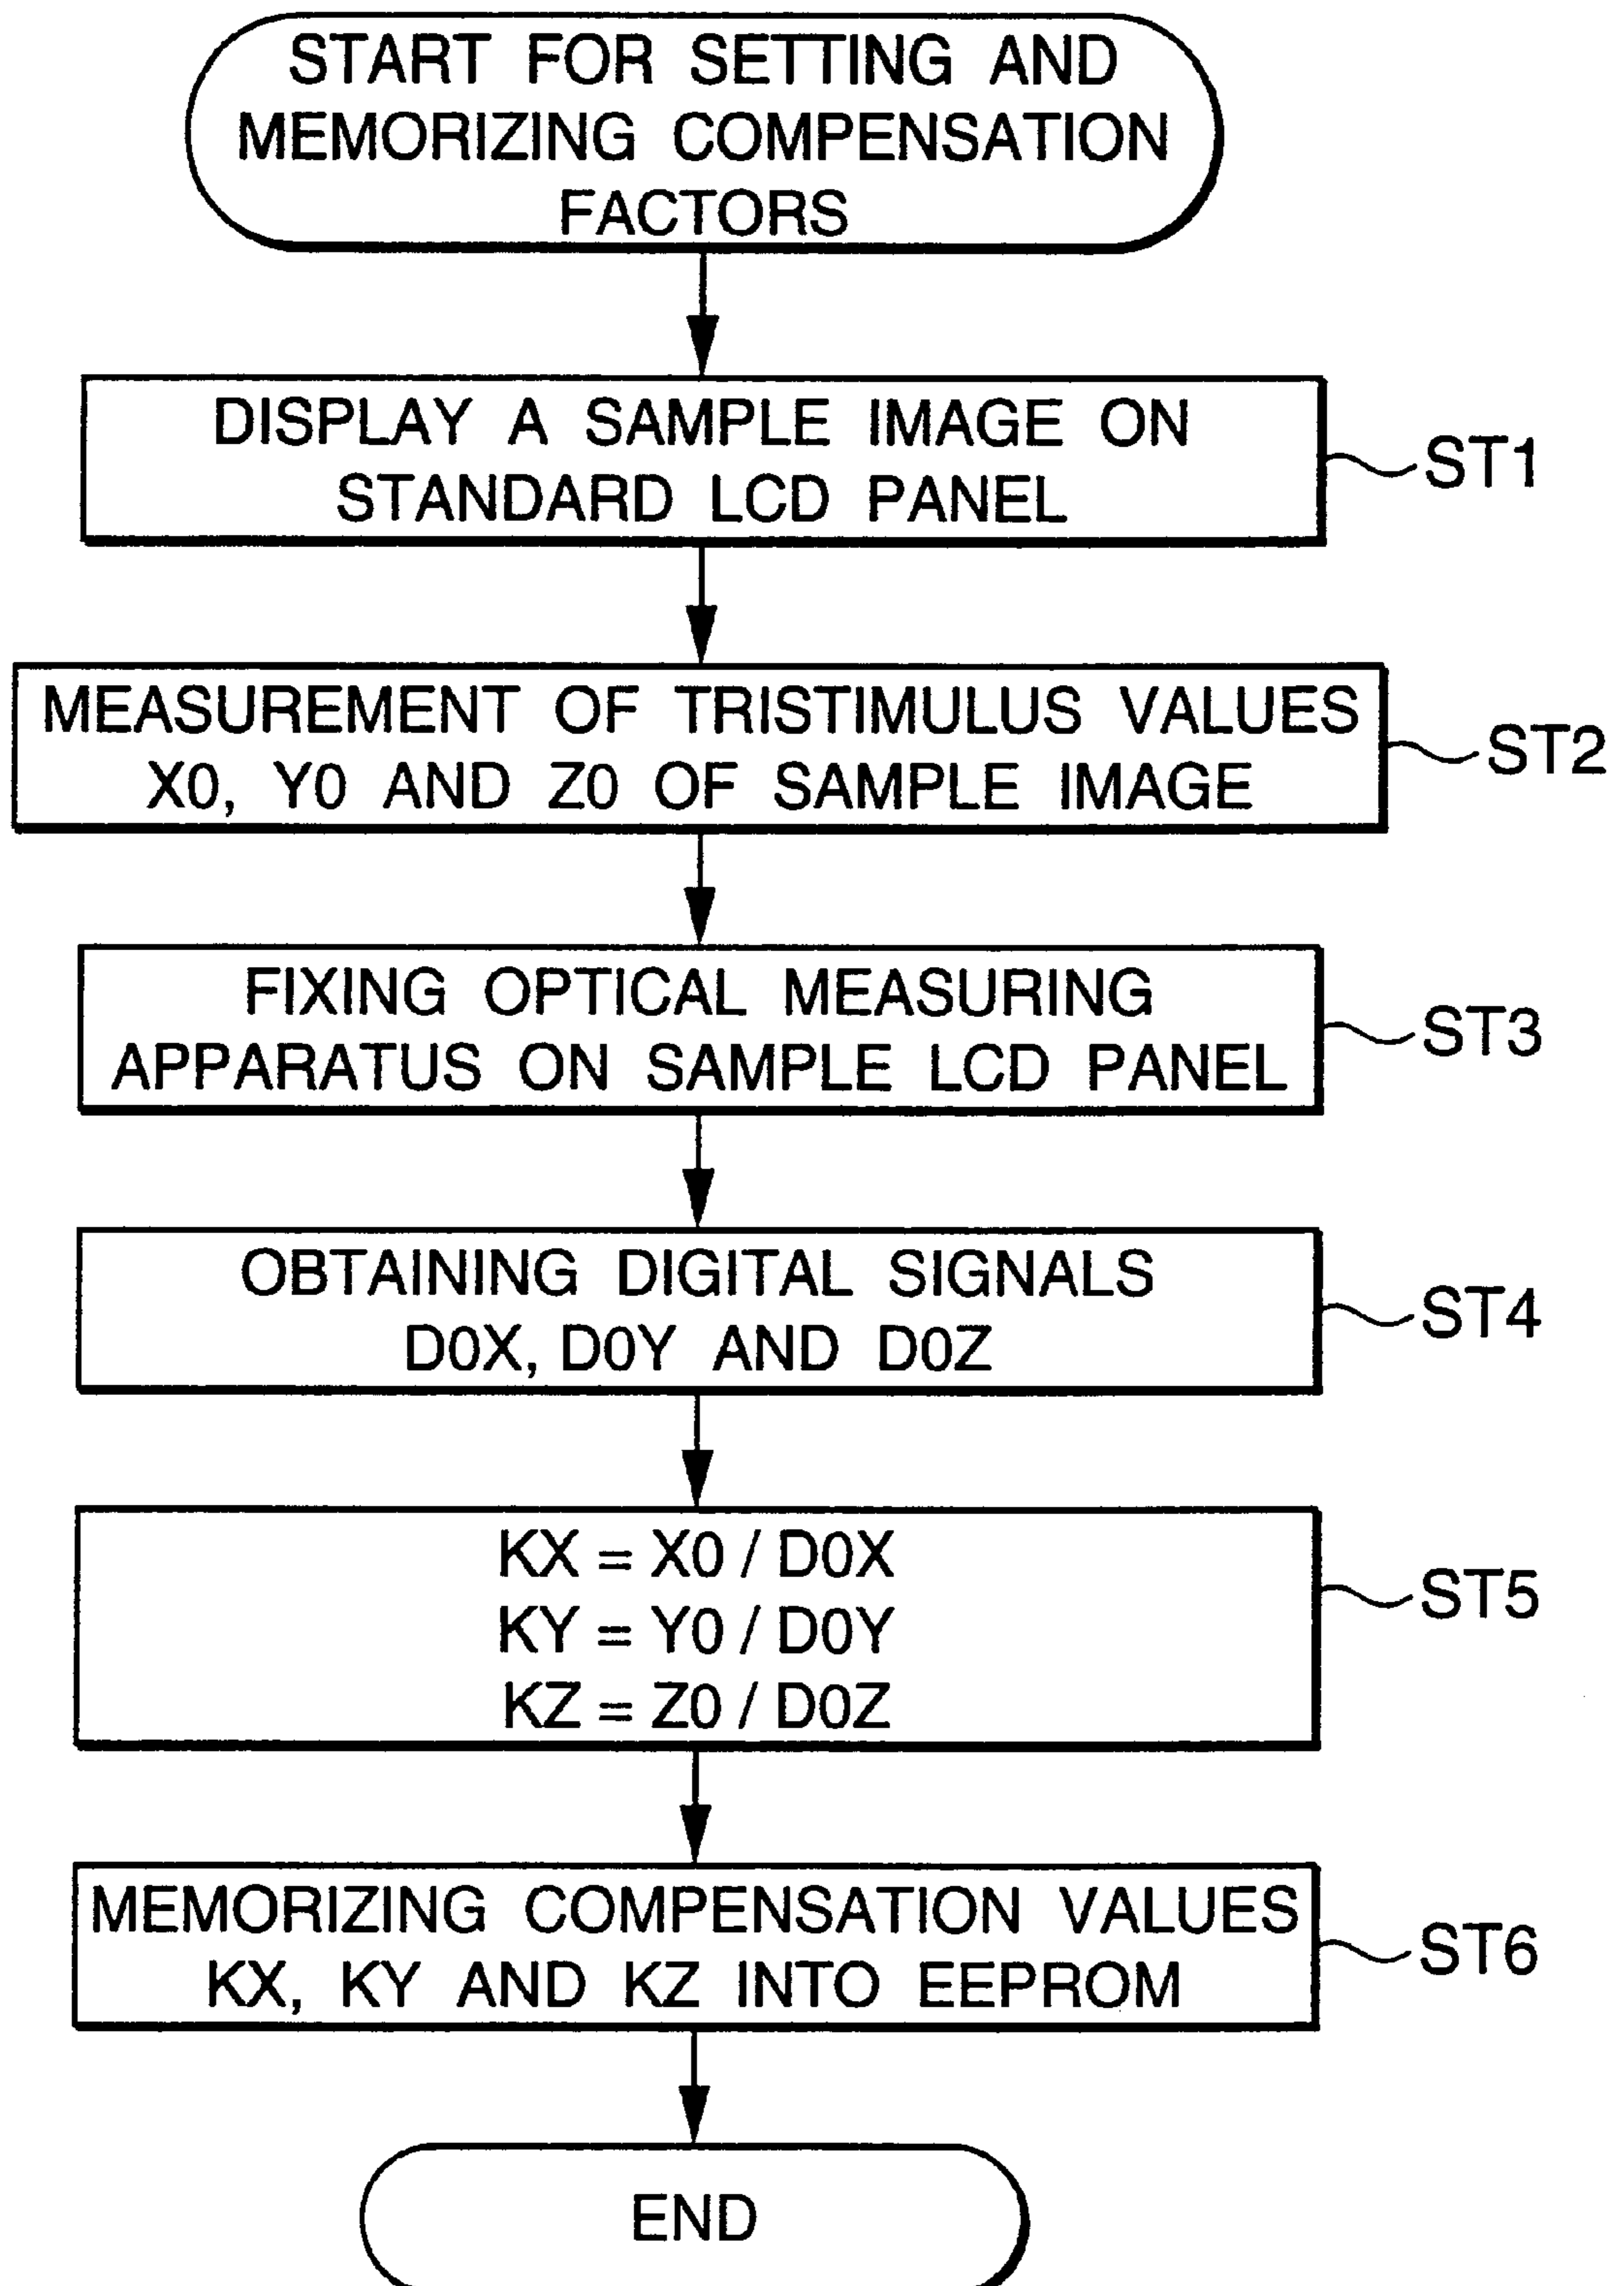 START FOR SETTING AND
MEMORIZING COMPENSATION
FACTORS
DISPLAY A SAMPLE IMAGE ON
STANDARD LCD PANEL
ST1
MEASUREMENT OF TRISTIMULUS VALUES
X0, Y0 AND Z0 OF SAMPLE IMAGE
ST2
FIXING OPTICAL MEASURING
APPARATUS ON SAMPLE LCD PANEL
ST3
OBTAINING DIGITAL SIGNALS
D0X, D0Y AND D0Z
ST4
KX = X0 / D0X
KY = Y0 / D0Y
KZ = Z0 / D0Z
ST5
MEMORIZING COMPENSATION VALUES
KX, KY AND KZ INTO EEPROM
ST6
END